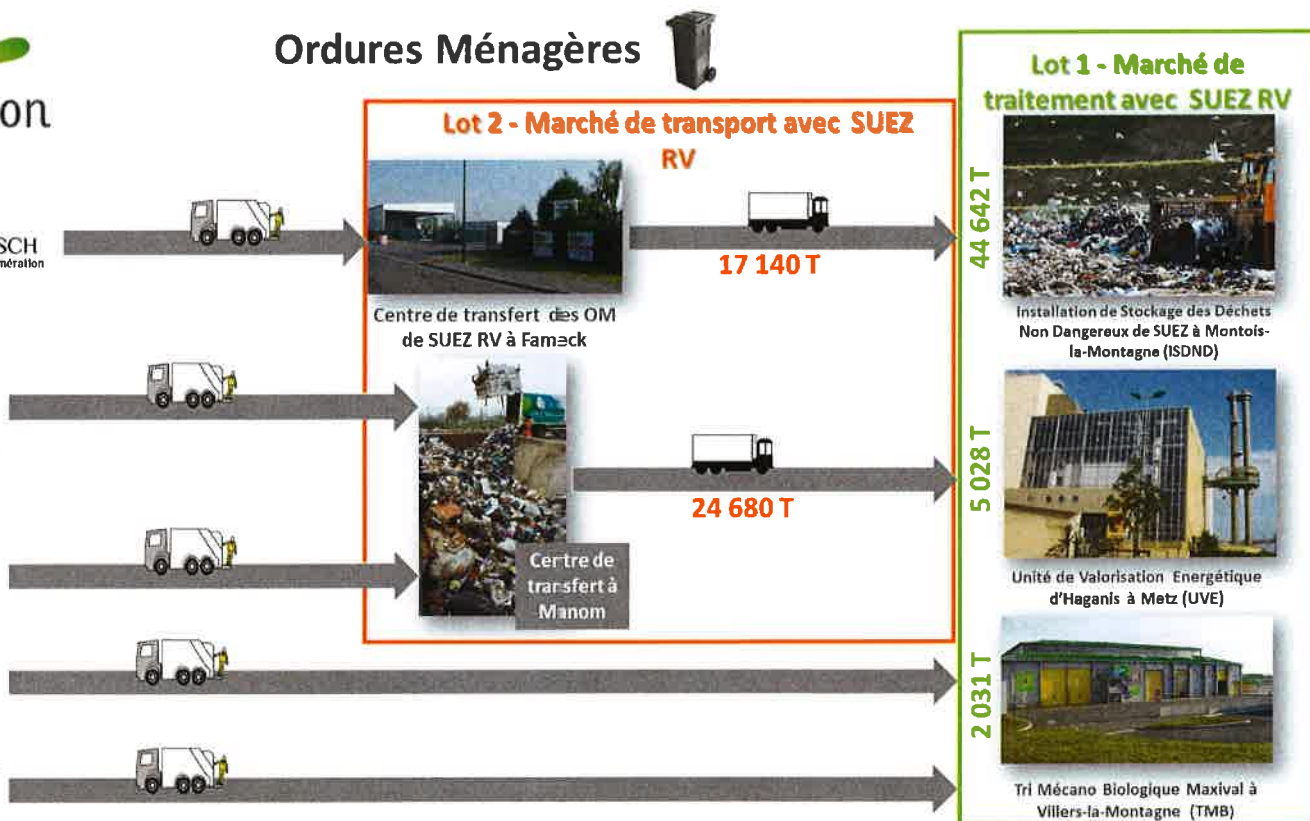 Ordures Ménagères
on
SCH
mération
Lot 2 - Marché de transport avec SUEZ
RV
17 140 T
Centre de transfert des OM
de SUEZ RV à Fameck
24 680 T
Centre de
transfert à
Manom
Lot 1 - Marché de
traitement avec SUEZ RV
44 642 T
Installation de Stockage des Déchets
Non Dangereux de SUEZ à Montois-
la-Montagne (ISDND)
5 028 T
Unité de Valorisation Energétique
d'Haganis à Metz (UVE)
2 031 T
Tri Mécano Biologique Maxival à
Villers-la-Montagne (TMB)